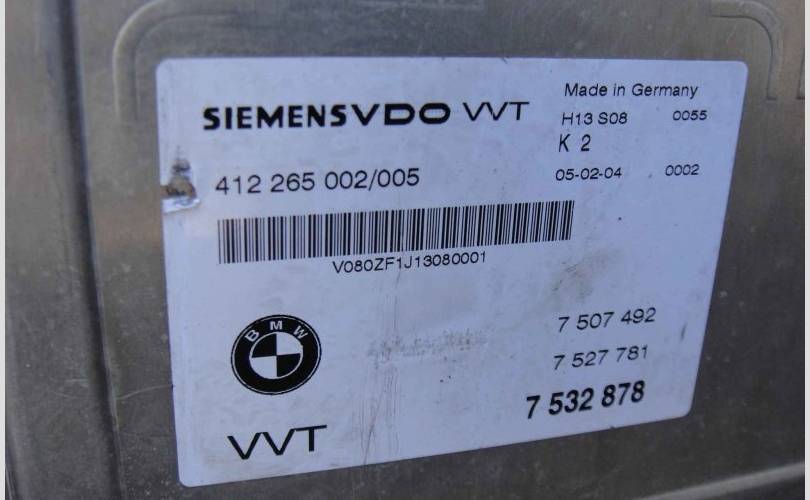 Made in Germany
SIEMENSVDO VVT
H13 S08 0055
K 2
412 265 002/005
05-02-04 0002
V080ZF1J13080001
BMW
7 507 492
7 527 781
7 532 878
VVT